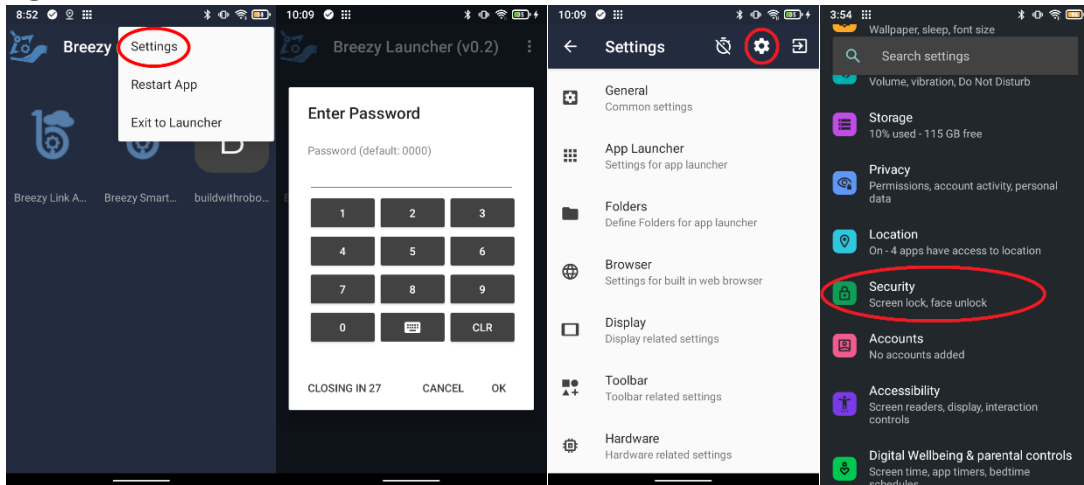 8:52
Breezy
Settings
Restart App
Exit to Launcher
Breezy Link A...
Breezy Smart...
buildwithrobo...
10:09
Breezy Launcher (v0.2)
Enter Password
Password (default: 0000)
1 2 3
4 5 6
7 8 9
0 CLR
CLOSING IN 27 CANCEL OK
10:09
Settings
General
Common settings
App Launcher
Settings for app launcher
Folders
Define Folders for app launcher
Browser
Settings for built in web browser
Display
Display related settings
Toolbar
Toolbar related settings
Hardware
Hardware related settings
3:54
Wallpaper, sleep, font size
Search settings
Volume, vibration, Do Not Disturb
Storage
10% used - 115 GB free
Privacy
Permissions, account activity, personal
data
Location
On - 4 apps have access to location
Security
Screen lock, face unlock
Accounts
No accounts added
Accessibility
Screen readers, display, interaction
controls
Digital Wellbeing & parental controls
Screen time, app timers, bedtime
schedules